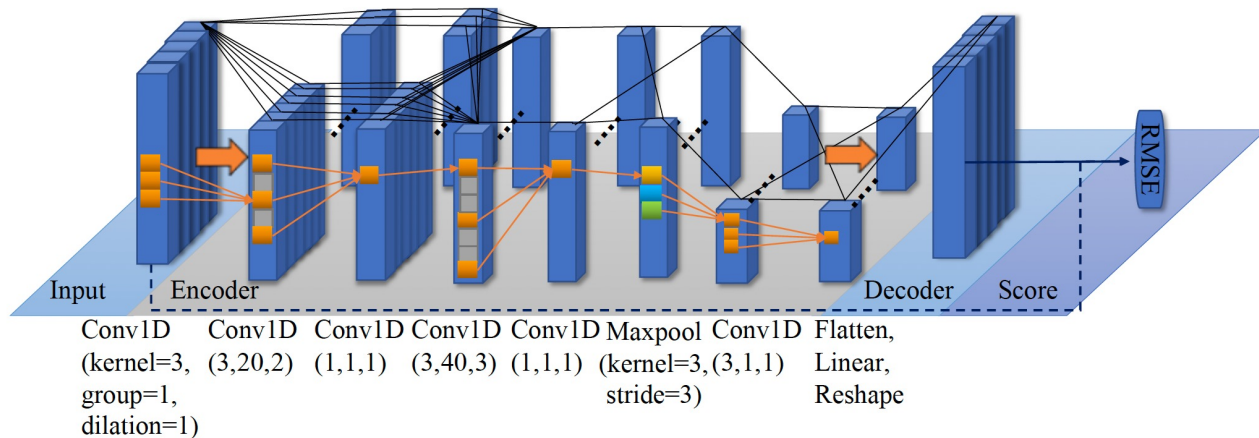 RMSE
Input
Encoder
Decoder
Score
Conv1D
(kernel=3,
group=1,
dilation=1)
Conv1D
(3,20,2)
Conv1D
(1,1,1)
Conv1D
(3,40,3)
Conv1D
(1,1,1)
Maxpool
(kernel=3,
stride=3)
Conv1D
(3,1,1)
Flatten,
Linear,
Reshape